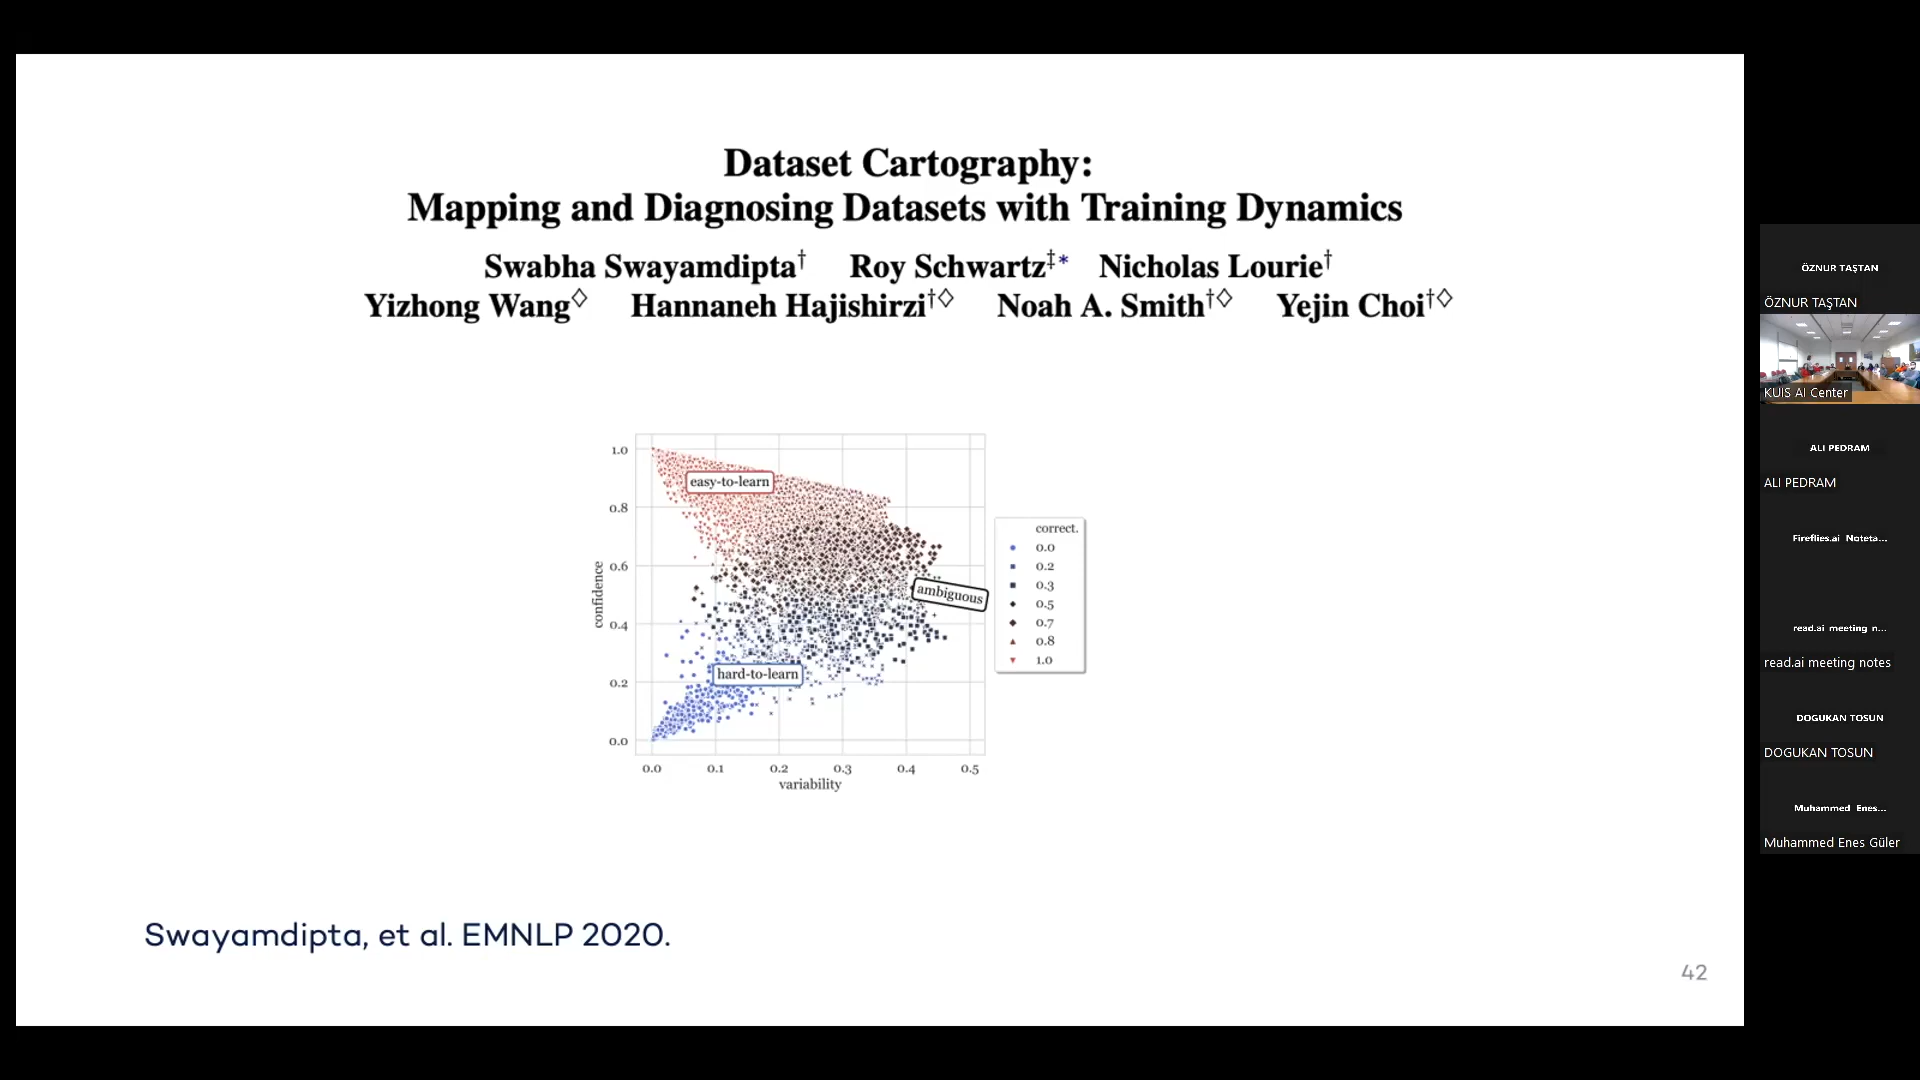 Dataset Cartography:
Mapping and Diagnosing Datasets with Training Dynamics
Swabha Swayamdipta† Roy Schwartz‡* Nicholas Lourie†
Yizhong Wang◇ Hannaneh Hajishirzi†◇ Noah A. Smith†◇ Yejin Choi†◇
1.0
0.8
0.6
0.4
0.2
0.0
confidence
easy-to-learn
ambiguous
hard-to-learn
0.0 0.1 0.2 0.3 0.4 0.5
variability
correct.
0.0
0.2
0.3
0.5
0.7
0.8
1.0
Swayamdipta, et al. EMNLP 2020.
42
ÖZNUR TAŞTAN
ÖZNUR TAŞTAN
KUIS AI Center
ALI PEDRAM
ALI PEDRAM
Fireflies.ai Noteta...
read.ai meeting n...
read.ai meeting notes
DOGUKAN TOSUN
DOGUKAN TOSUN
Muhammed Enes...
Muhammed Enes Güler